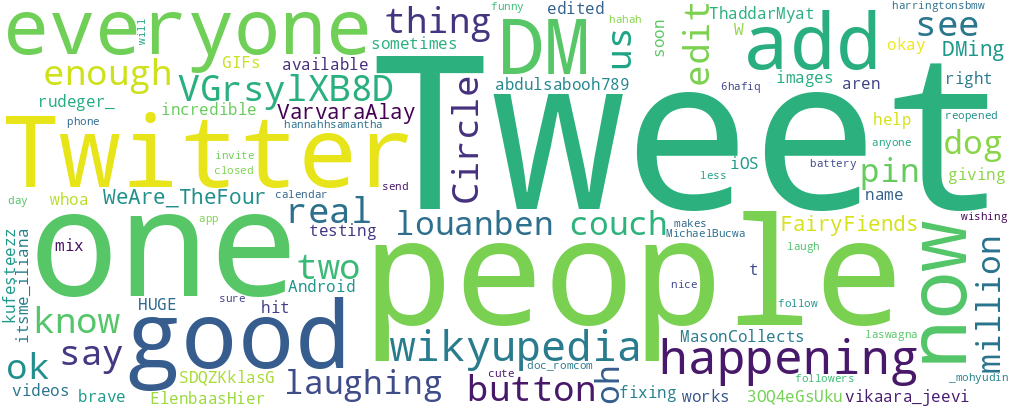 funny edited ThaddarMyat harringtonsbmw
everyone thing DM us edit add see
will hahah soon W okay DMing
sometimes
enough GIFs available images aren right
VGrsylXB8D abdulsabooh789 6hafiq
rudeger_ incredible VarvaraAlay Circle Tweet help reopened
phone Twitter hannahhsamantha anyone
invite iOS battery dog
closed less pin giving
day whoa WeAre_TheFour calendar send name
app real louanben couch makes FairyFiends wishing
one testing MichaelBucwa
kufesteezz itsme_lliana mix people laugh now million
two t
Android sure nice
HUGE hit follow
know good MasonCollects laswagna
say wikyupedia happening
ok SDQZKklasG laughing cute doc_romcom oh followers _mohyudin
videos brave ElenbaasHier button fixing works 3OQ4eGsUku vikaara_jeevi